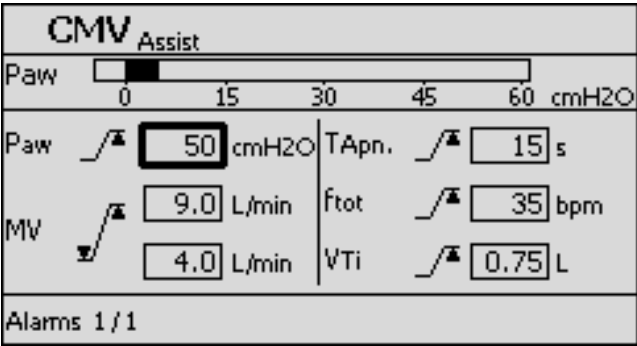 CMV Assist
Paw
0 15 30 45 60 cmH2O
Paw 50 cmH2O TApn. 15 s
9.0 L/min ftot 35 bpm
MV
4.0 L/min VTi 0.75 L
Alarms 1/1